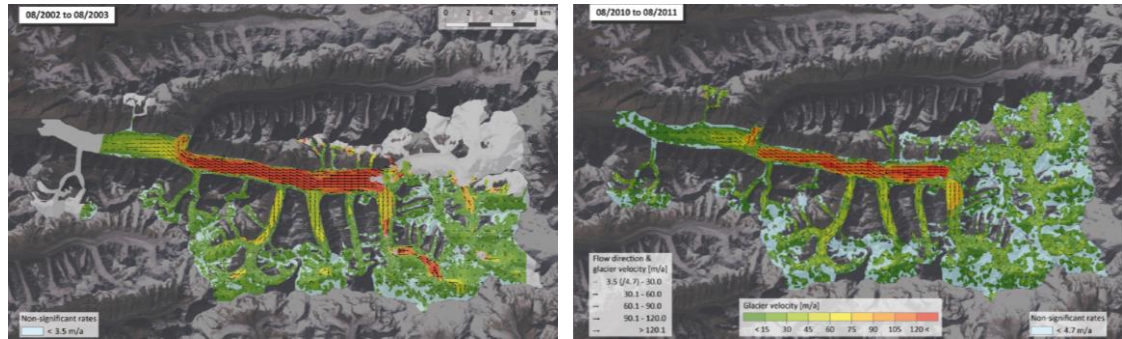 08/2002 to 08/2003
0 2 4 6 8 km
Non-significant rates
< 3.5 m/a
08/2010 to 08/2011
Flow direction &
glacier velocity [m/a]
3.5 (/4.7) - 30.0
30.1 - 60.0
60.1 - 90.0
90.1 - 120.0
> 120.1
Glacier velocity [m/a]
<15 30 45 60 75 90 105 120<
Non-significant rates
< 4.7 m/a